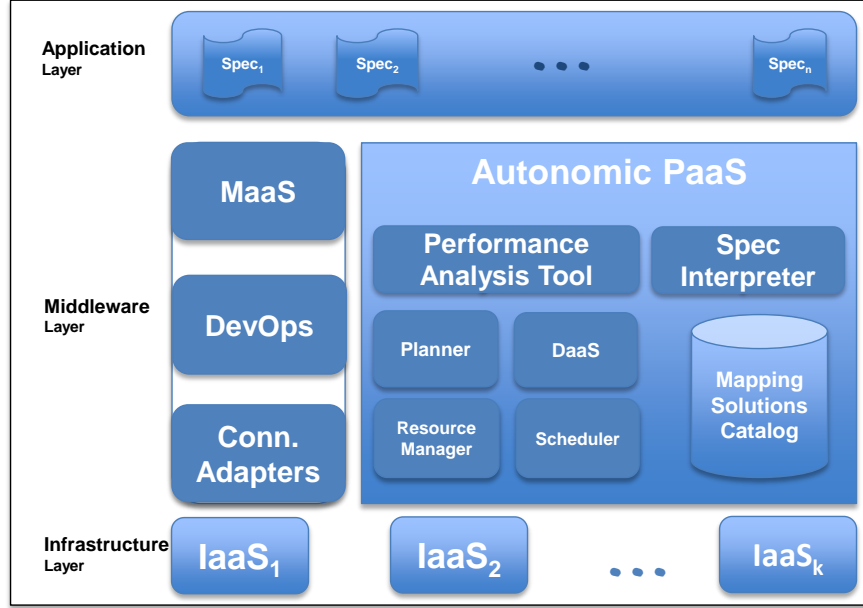 Application
Layer
Spec₁
Spec₂
• • •
Specₙ
MaaS
Autonomic PaaS
Performance
Analysis Tool
Spec
Interpreter
Middleware
Layer
DevOps
Planner
DaaS
Mapping
Solutions
Catalog
Conn.
Adapters
Resource
Manager
Scheduler
Infrastructure
Layer
IaaS₁
IaaS₂
• • •
IaaSₖ